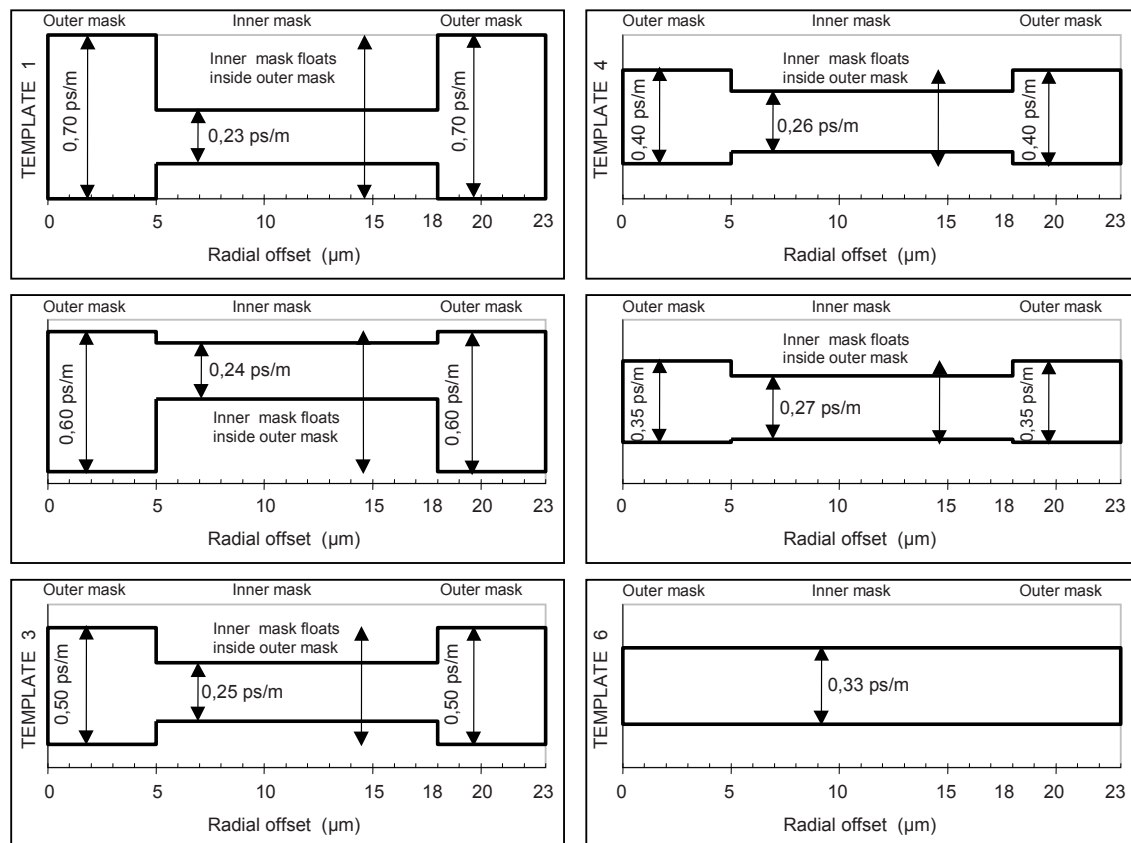 Outer mask Inner mask Outer mask
TEMPLATE 1
Inner mask floats
inside outer mask
0,70 ps/m
0,23 ps/m
0,70 ps/m
0 5 10 15 18 20 23
Radial offset (µm)
Outer mask Inner mask Outer mask
TEMPLATE 4
Inner mask floats
inside outer mask
0,40 ps/m
0,26 ps/m
0,40 ps/m
0 5 10 15 18 20 23
Radial offset (µm)
Outer mask Inner mask Outer mask
0,60 ps/m
0,24 ps/m
0,60 ps/m
Inner mask floats
inside outer mask
0 5 10 15 18 20 23
Radial offset (µm)
Outer mask Inner mask Outer mask
Inner mask floats
inside outer mask
0,35 ps/m
0,27 ps/m
0,35 ps/m
0 5 10 15 18 20 23
Radial offset (µm)
Outer mask Inner mask Outer mask
TEMPLATE 3
Inner mask floats
inside outer mask
0,50 ps/m
0,25 ps/m
0,50 ps/m
0 5 10 15 18 20 23
Radial offset (µm)
Outer mask Inner mask Outer mask
TEMPLATE 6
0,33 ps/m
0 5 10 15 18 20 23
Radial offset (µm)